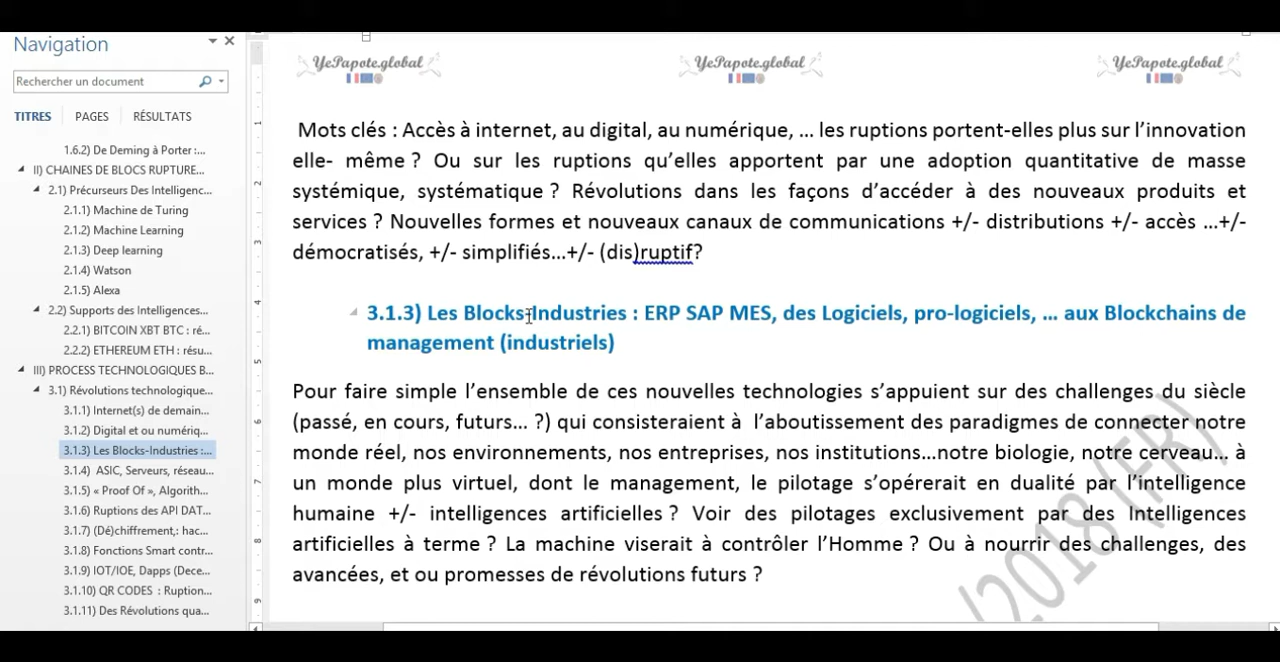 Navigation
Rechercher un document
TITRES PAGES RÉSULTATS
1.6.2) De Deming à Porter :...
II) CHAINES DE BLOCS RUPTURE...
2.1) Précurseurs Des Intelligenc...
2.1.1) Machine de Turing
2.1.2) Machine Learning
2.1.3) Deep learning
2.1.4) Watson
2.1.5) Alexa
2.2) Supports des Intelligences...
2.2.1) BITCOIN XBT BTC : ré...
2.2.2) ETHEREUM ETH : résu...
III) PROCESS TECHNOLOGIQUES B...
3.1) Révolutions technologique...
3.1.1) Internet(s) de demain...
3.1.2) Digital et ou numériq...
3.1.3) Les Blocks-Industries :...
3.1.4) ASIC, Serveurs, réseau...
3.1.5) « Proof Of », Algorith...
3.1.6) Ruptions des API DAT...
3.1.7) (Dé)chiffrement,: hac...
3.1.8) Fonctions Smart contr...
3.1.9) IOT/IOE, Dapps (Dece...
3.1.10) QR CODES : Ruption...
3.1.11) Des Révolutions qua...
YePapote.global YePapote.global YePapote.global
Mots clés : Accès à internet, au digital, au numérique, ... les ruptions portent-elles plus sur l’innovation
elle- même ? Ou sur les ruptions qu’elles apportent par une adoption quantitative de masse
systémique, systématique ? Révolutions dans les façons d’accéder à des nouveaux produits et
services ? Nouvelles formes et nouveaux canaux de communications +/- distributions +/- accès ...+/-
démocratisés, +/- simplifiés...+/- (dis)ruptif?
3.1.3) Les Blocks-Industries : ERP SAP MES, des Logiciels, pro-logiciels, ... aux Blockchains de
management (industriels)
Pour faire simple l’ensemble de ces nouvelles technologies s’appuient sur des challenges du siècle
(passé, en cours, futurs... ?) qui consisteraient à l’aboutissement des paradigmes de connecter notre
monde réel, nos environnements, nos entreprises, nos institutions...notre biologie, notre cerveau... à
un monde plus virtuel, dont le management, le pilotage s’opérerait en dualité par l’intelligence
humaine +/- intelligences artificielles ? Voir des pilotages exclusivement par des Intelligences
artificielles à terme ? La machine viserait à contrôler l’Homme ? Ou à nourrir des challenges, des
avancées, et ou promesses de révolutions futurs ?
/2018 (FR)